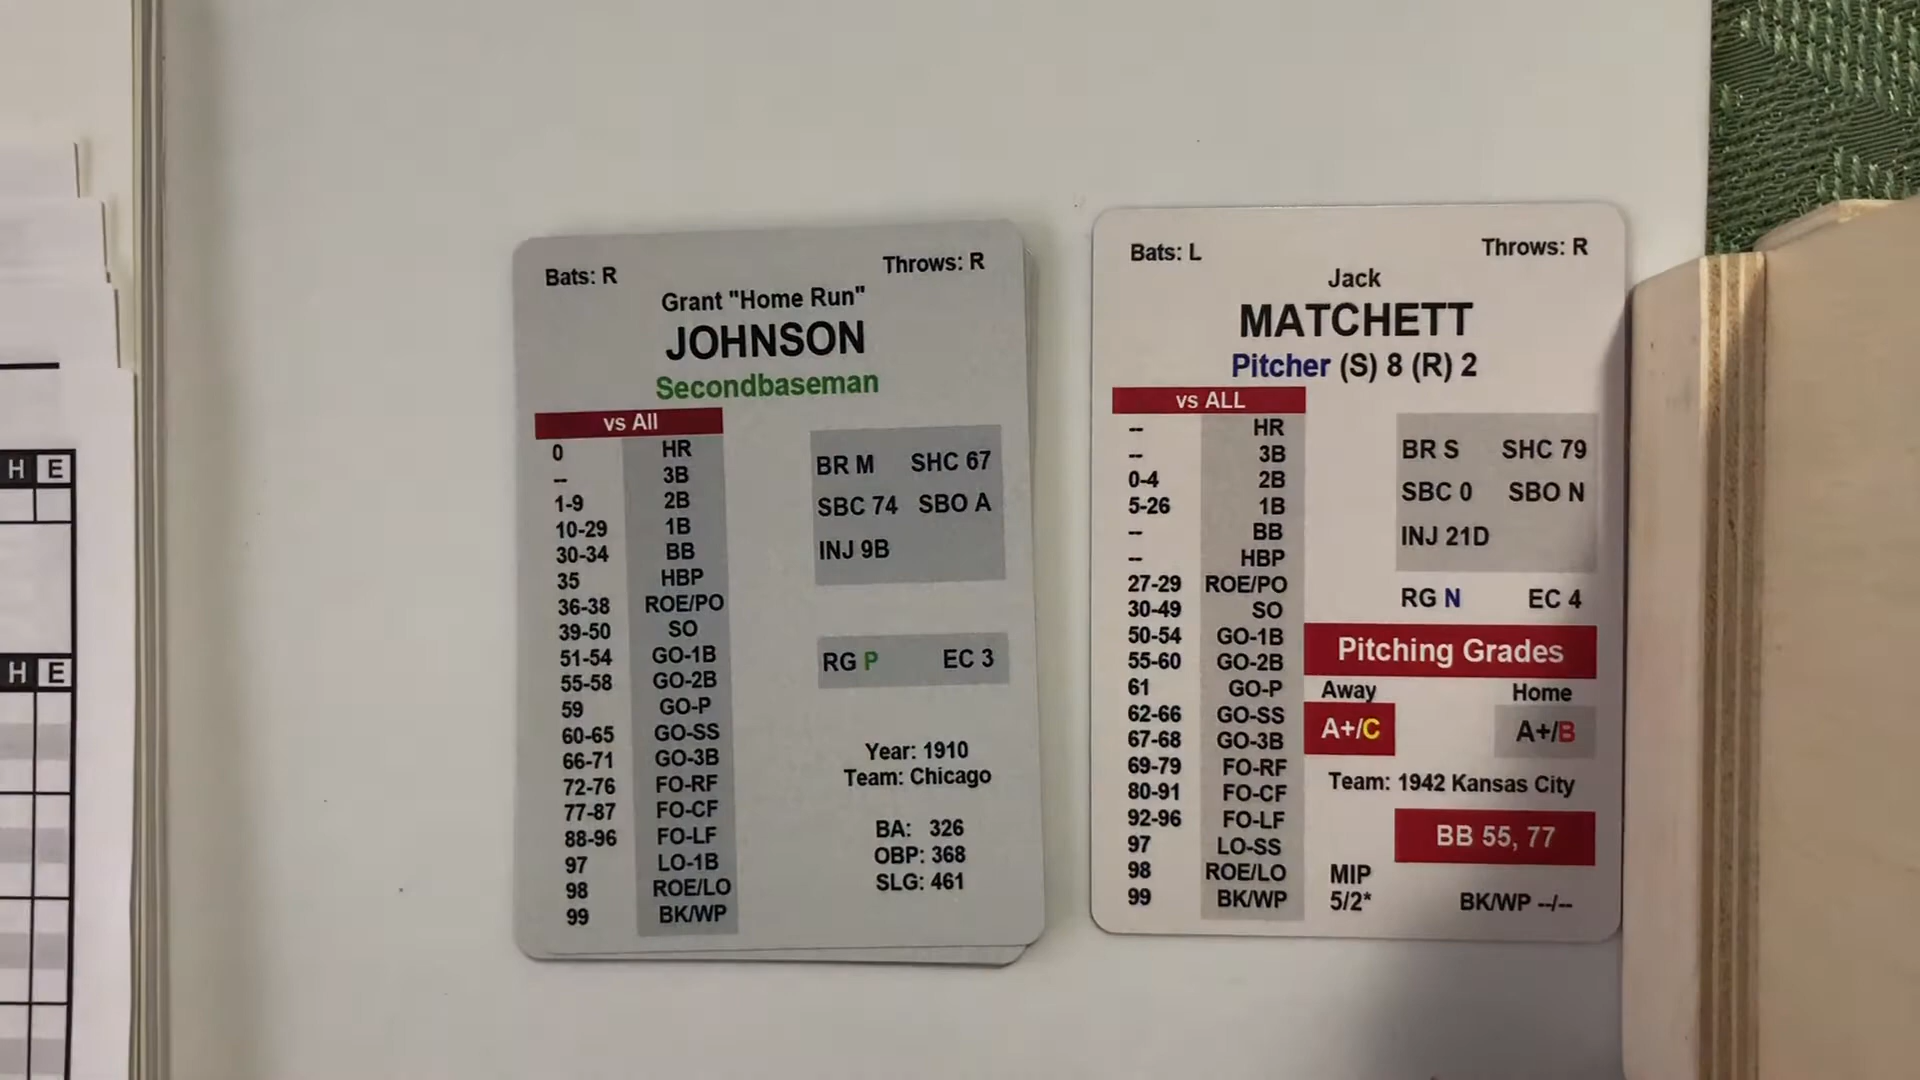 H E
H E
Bats: R Throws: R
Grant "Home Run"
JOHNSON
Secondbaseman
vs All
0 HR
-- 3B
1-9 2B
10-29 1B
30-34 BB
35 HBP
36-38 ROE/PO
39-50 SO
51-54 GO-1B
55-58 GO-2B
59 GO-P
60-65 GO-SS
66-71 GO-3B
72-76 FO-RF
77-87 FO-CF
88-96 FO-LF
97 LO-1B
98 ROE/LO
99 BK/WP
BR M SHC 67
SBC 74 SBO A
INJ 9B
RG P EC 3
Year: 1910
Team: Chicago
BA: 326
OBP: 368
SLG: 461
Bats: L Throws: R
Jack
MATCHETT
Pitcher (S) 8 (R) 2
vs ALL
-- HR
-- 3B
0-4 2B
5-26 1B
-- BB
-- HBP
27-29 ROE/PO
30-49 SO
50-54 GO-1B
55-60 GO-2B
61 GO-P
62-66 GO-SS
67-68 GO-3B
69-79 FO-RF
80-91 FO-CF
92-96 FO-LF
97 LO-SS
98 ROE/LO
99 BK/WP
BR S SHC 79
SBC 0 SBO N
INJ 21D
RG N EC 4
Pitching Grades
Away Home
A+/C A+/B
Team: 1942 Kansas City
BB 55, 77
MIP
5/2* BK/WP --/--